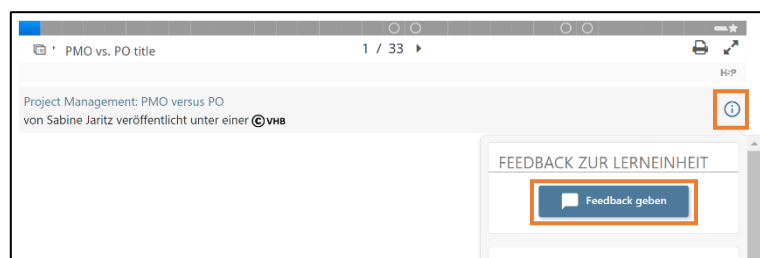 PMO vs. PO title
1 / 33
H5P
Project Management: PMO versus PO
von Sabine Jaritz veröffentlicht unter einer © VHB
FEEDBACK ZUR LERNEINHEIT
Feedback geben